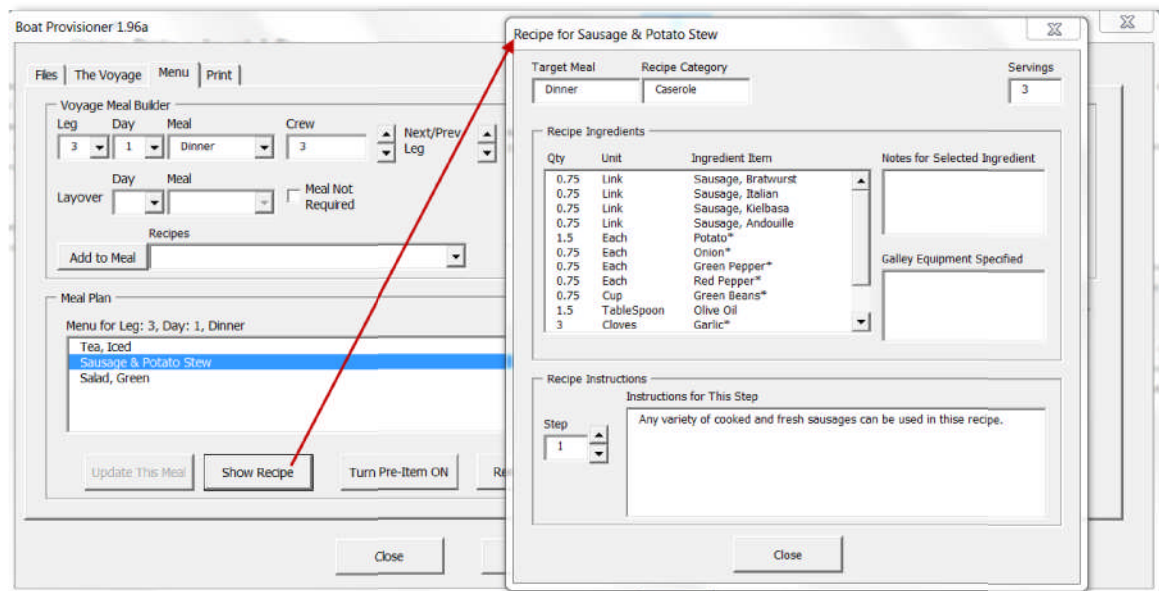 Boat Provisioner 1.96a
Files The Voyage Menu Print
Voyage Meal Builder
Leg Day Meal Crew
3 1 Dinner 3 Next/Prev
Leg
Day Meal
Layover Meal Not
Required
Recipes
Add to Meal
Meal Plan
Menu for Leg: 3, Day: 1, Dinner
Tea, Iced
Sausage & Potato Stew
Salad, Green
Update This Meal Show Recipe Turn Pre-Item ON
Close
Recipe for Sausage & Potato Stew
Target Meal Recipe Category Servings
Dinner Caserole 3
Recipe Ingredients
Qty Unit Ingredient Item Notes for Selected Ingredient
0.75 Link Sausage, Bratwurst
0.75 Link Sausage, Italian
0.75 Link Sausage, Kielbasa
0.75 Link Sausage, Andouille
1.5 Each Potato*
0.75 Each Onion*
0.75 Each Green Pepper*
0.75 Each Red Pepper*
0.75 Cup Green Beans*
1.5 TableSpoon Olive Oil
3 Cloves Garlic*
Galley Equipment Specified
Recipe Instructions
Instructions for This Step
Step
1
Any variety of cooked and fresh sausages can be used in thise recipe.
Close